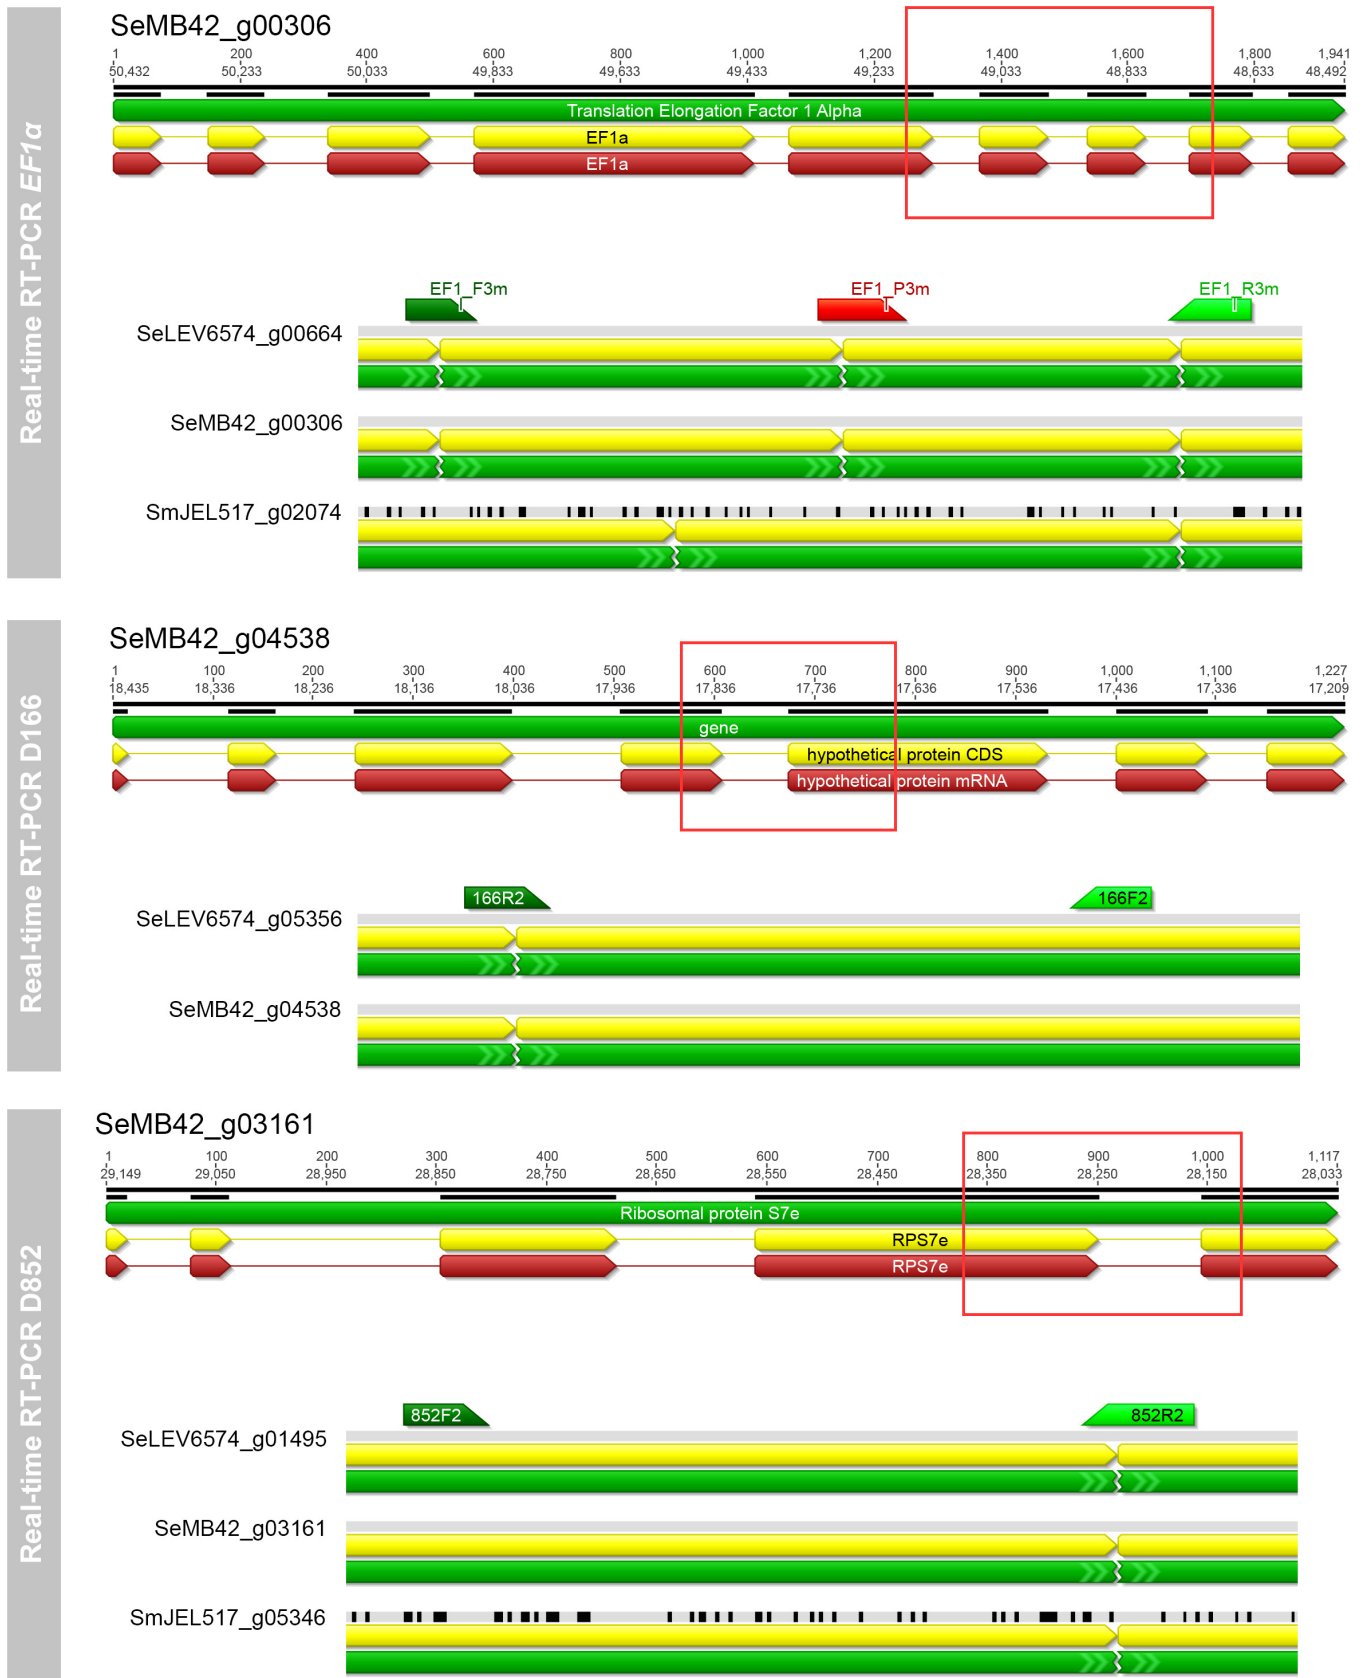 Real-time RT-PCR EF1α
SeMB42_g00306
1 200 400 600 800 1,000 1,200 1,400 1,600 1,800 1,941
50,432 50,233 50,033 49,833 49,633 49,433 49,233 49,033 48,833 48,633 48,492
Translation Elongation Factor 1 Alpha
EF1a
EF1a
EF1_F3m EF1_P3m EF1_R3m
SeLEV6574_g00664
SeMB42_g00306
SmJEL517_g02074
Real-time RT-PCR D166
SeMB42_g04538
1 100 200 300 400 500 600 700 800 900 1,000 1,100 1,227
18,435 18,336 18,236 18,136 18,036 17,936 17,836 17,736 17,636 17,536 17,436 17,336 17,209
gene
hypothetical protein CDS
hypothetical protein mRNA
166R2 166F2
SeLEV6574_g05356
SeMB42_g04538
Real-time RT-PCR D852
SeMB42_g03161
1 100 200 300 400 500 600 700 800 900 1,000 1,117
29,149 29,050 28,950 28,850 28,750 28,650 28,550 28,450 28,350 28,250 28,150 28,033
Ribosomal protein S7e
RPS7e
RPS7e
852F2 852R2
SeLEV6574_g01495
SeMB42_g03161
SmJEL517_g05346